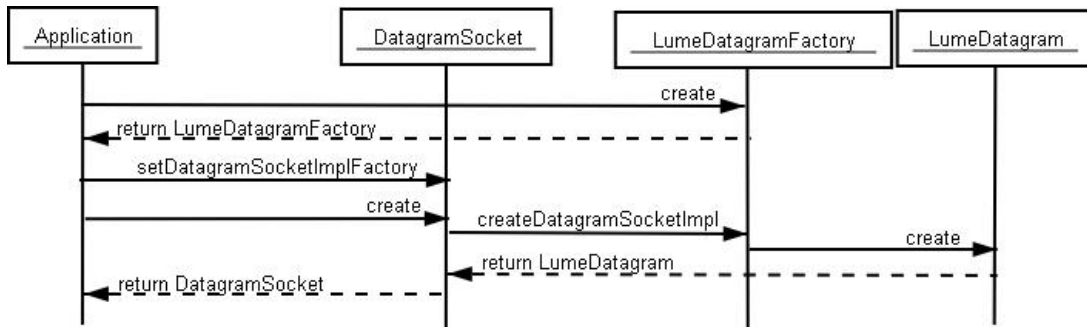 Application DatagramSocket LumeDatagramFactory LumeDatagram
create
return LumeDatagramFactory
setDatagramSocketImplFactory
create
createDatagramSocketImpl
create
return LumeDatagram
return DatagramSocket